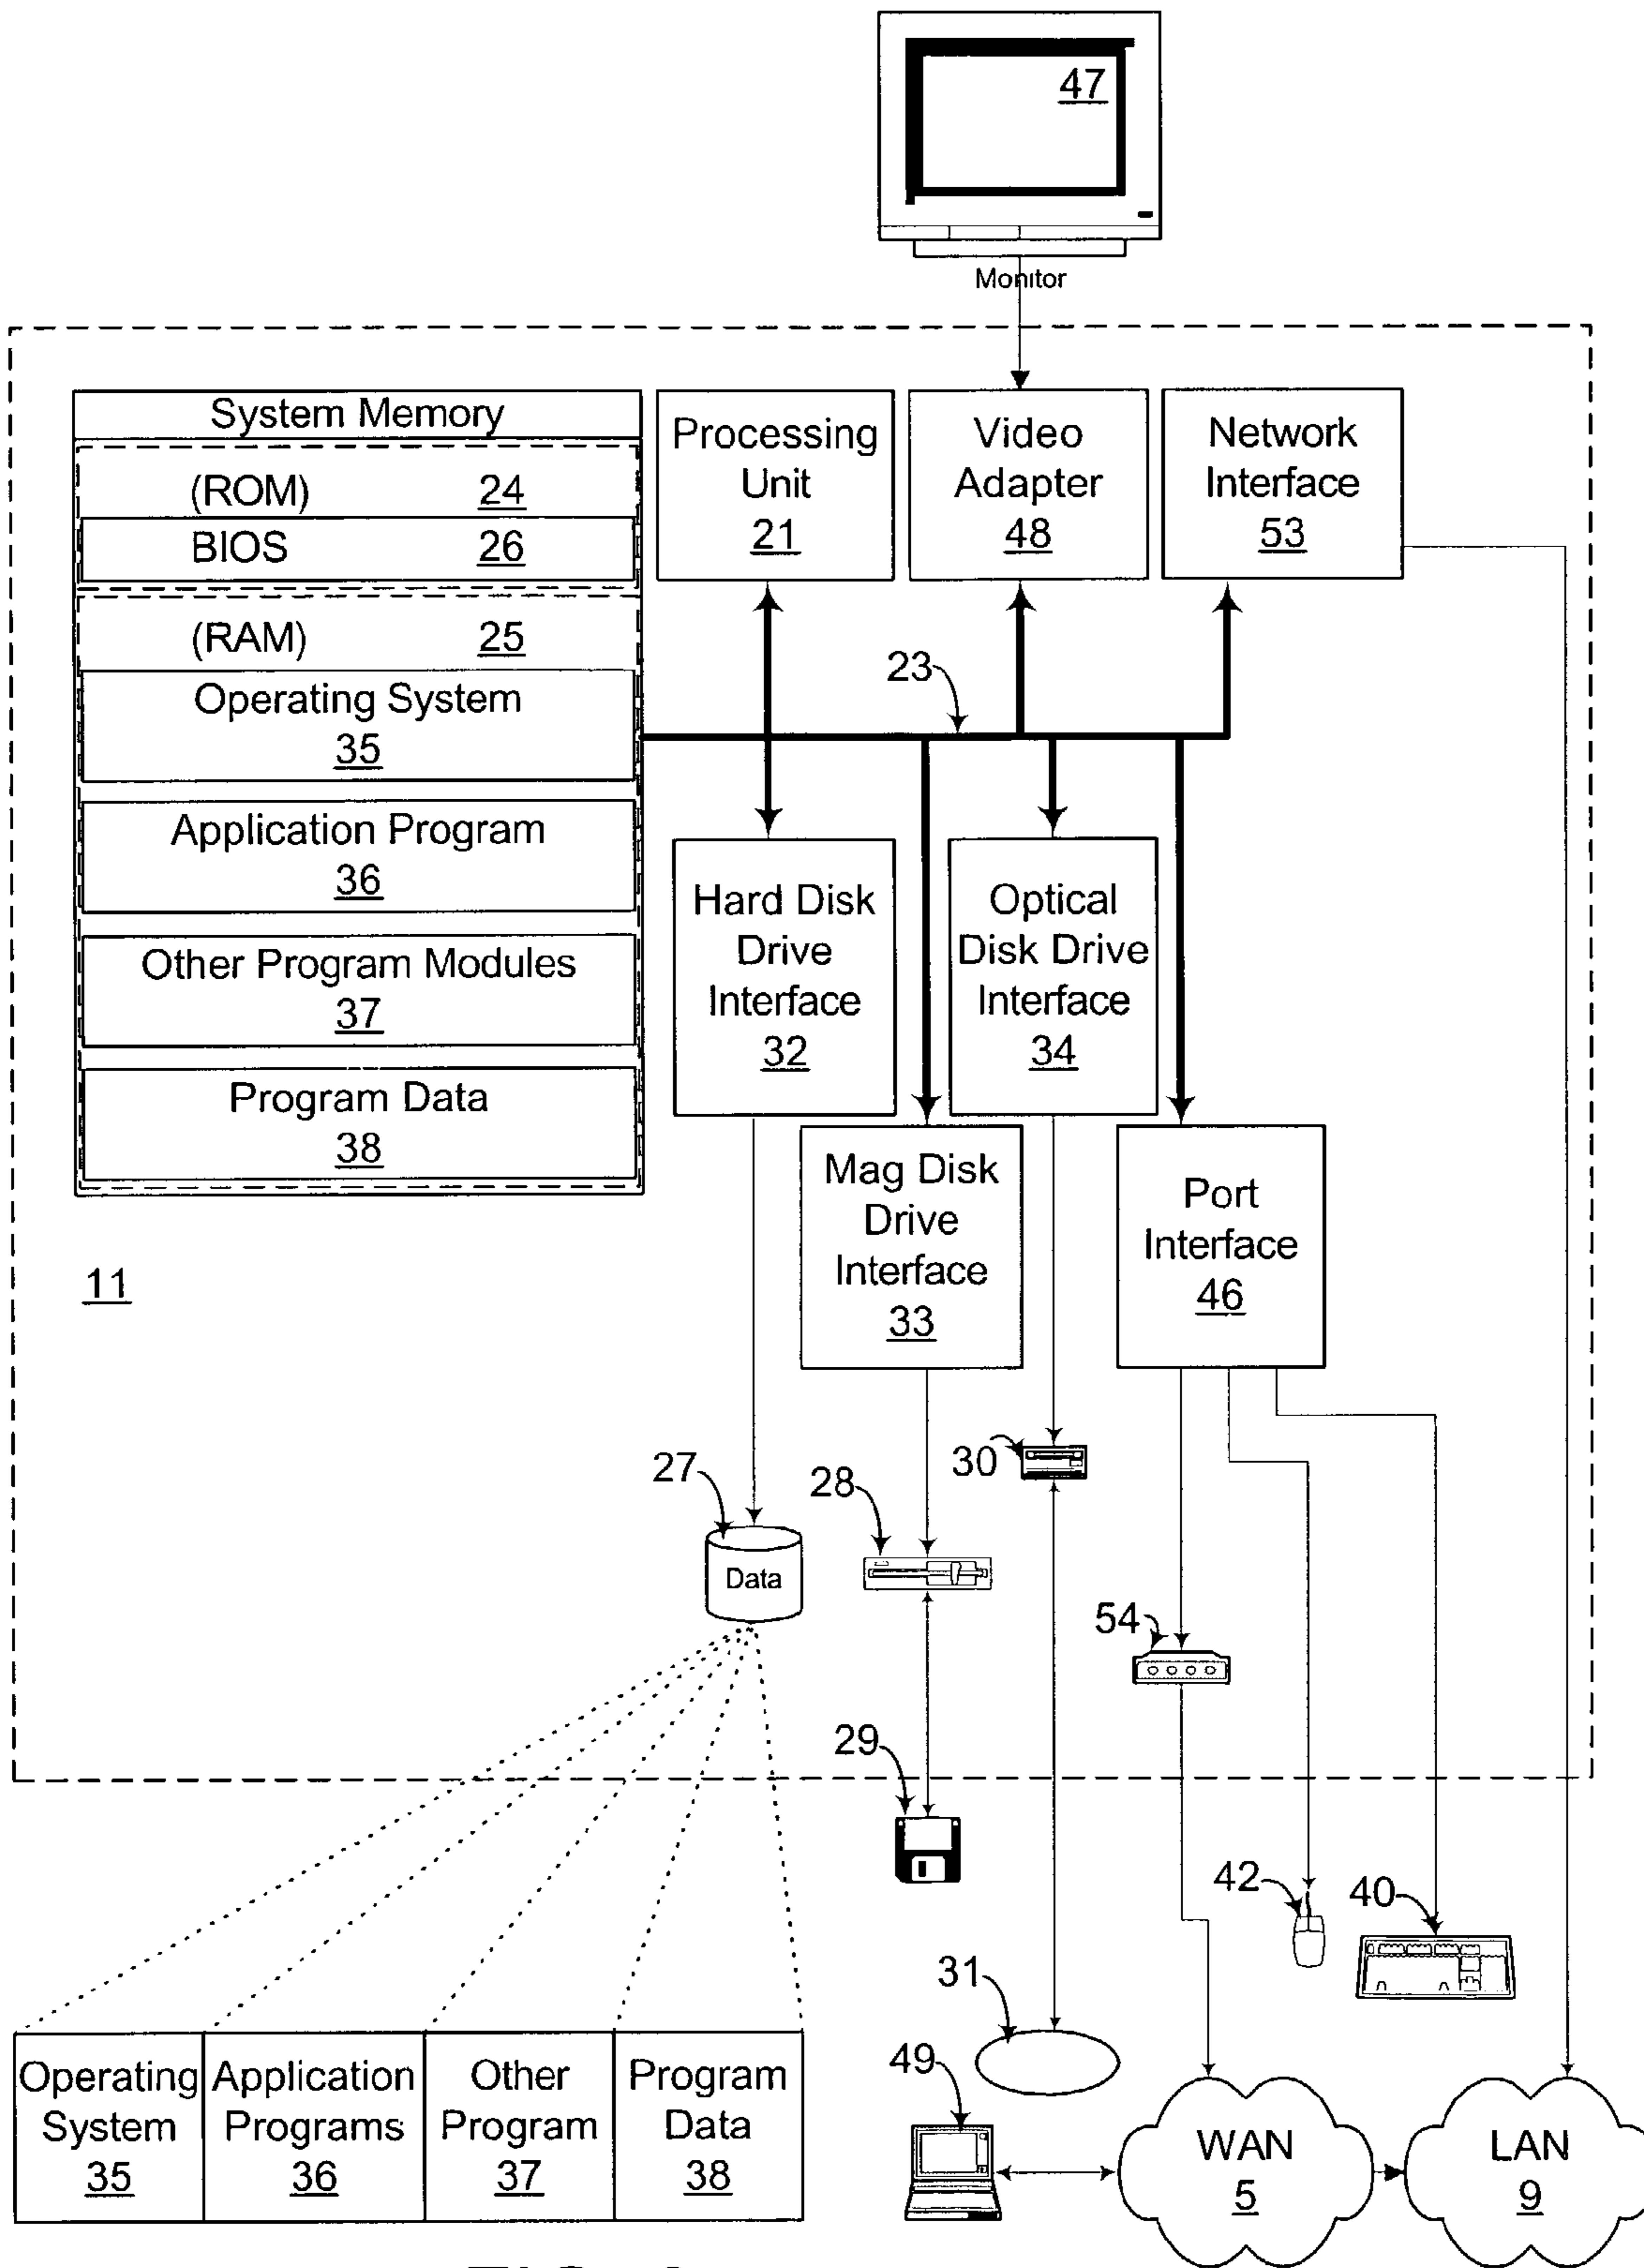 47
Monitor
System Memory
(ROM) 24
BIOS 26
(RAM) 25
Operating System
35
Application Program
36
Other Program Modules
37
Program Data
38
Processing
Unit
21
Video
Adapter
48
Network
Interface
53
23
Hard Disk
Drive
Interface
32
Optical
Disk Drive
Interface
34
Mag Disk
Drive
Interface
33
Port
Interface
46
11
27
Data
28
30
54
29
42
40
31
49
Operating
System
35
Application
Programs
36
Other
Program
37
Program
Data
38
WAN
5
LAN
9